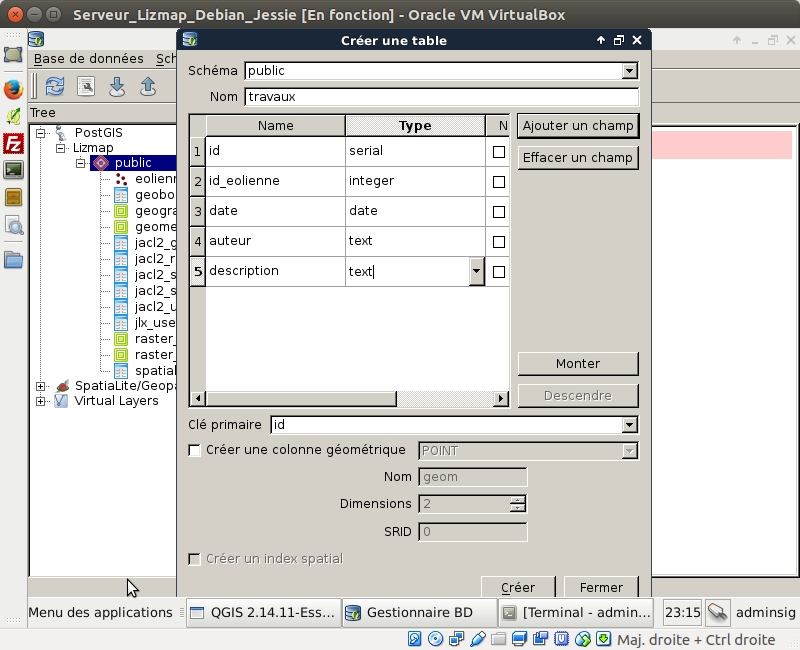 Serveur_Lizmap_Debian_Jessie [En fonction] - Oracle VM VirtualBox
Créer une table
Base de données
Tree
PostGIS
Lizmap
public
geobo
geogra
geome
jacl2_g
jacl2_r
jacl2_s
jacl2_s
jacl2_u
jlx_use
raster_
raster_
spatial
SpatiaLite/Geopa
Virtual Layers
Schéma
public
Nom
travaux
Name
Type
N
1 id serial
2 id_eolienne integer
3 date date
4 auteur text
5 description text
Ajouter un champ
Effacer un champ
Monter
Descendre
Clé primaire
id
Créer une colonne géométrique
POINT
Nom
geom
Dimensions
2
SRID
0
Créer un index spatial
Créer
Fermer
Menu des applications
QGIS 2.14.11-Ess...
Gestionnaire BD
[Terminal - admin...
23:15
adminsig
Maj. droite + Ctrl droite